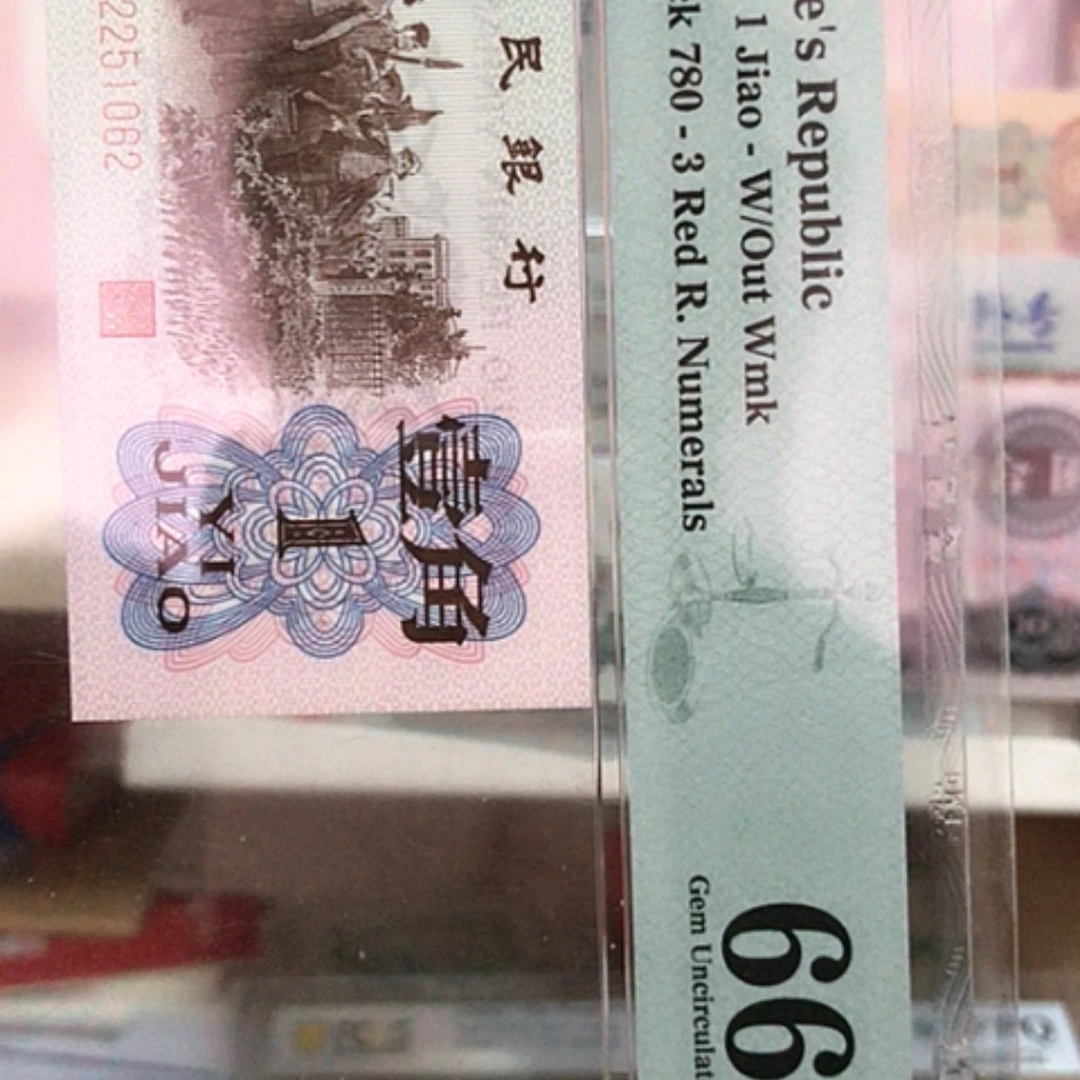 民銀行
2251062
壹角
1
YI
JIAO
e's Republic
1 Jiao - W/Out Wmk
k 780 - 3 Red R. Numerals
66
Gem Uncirculat